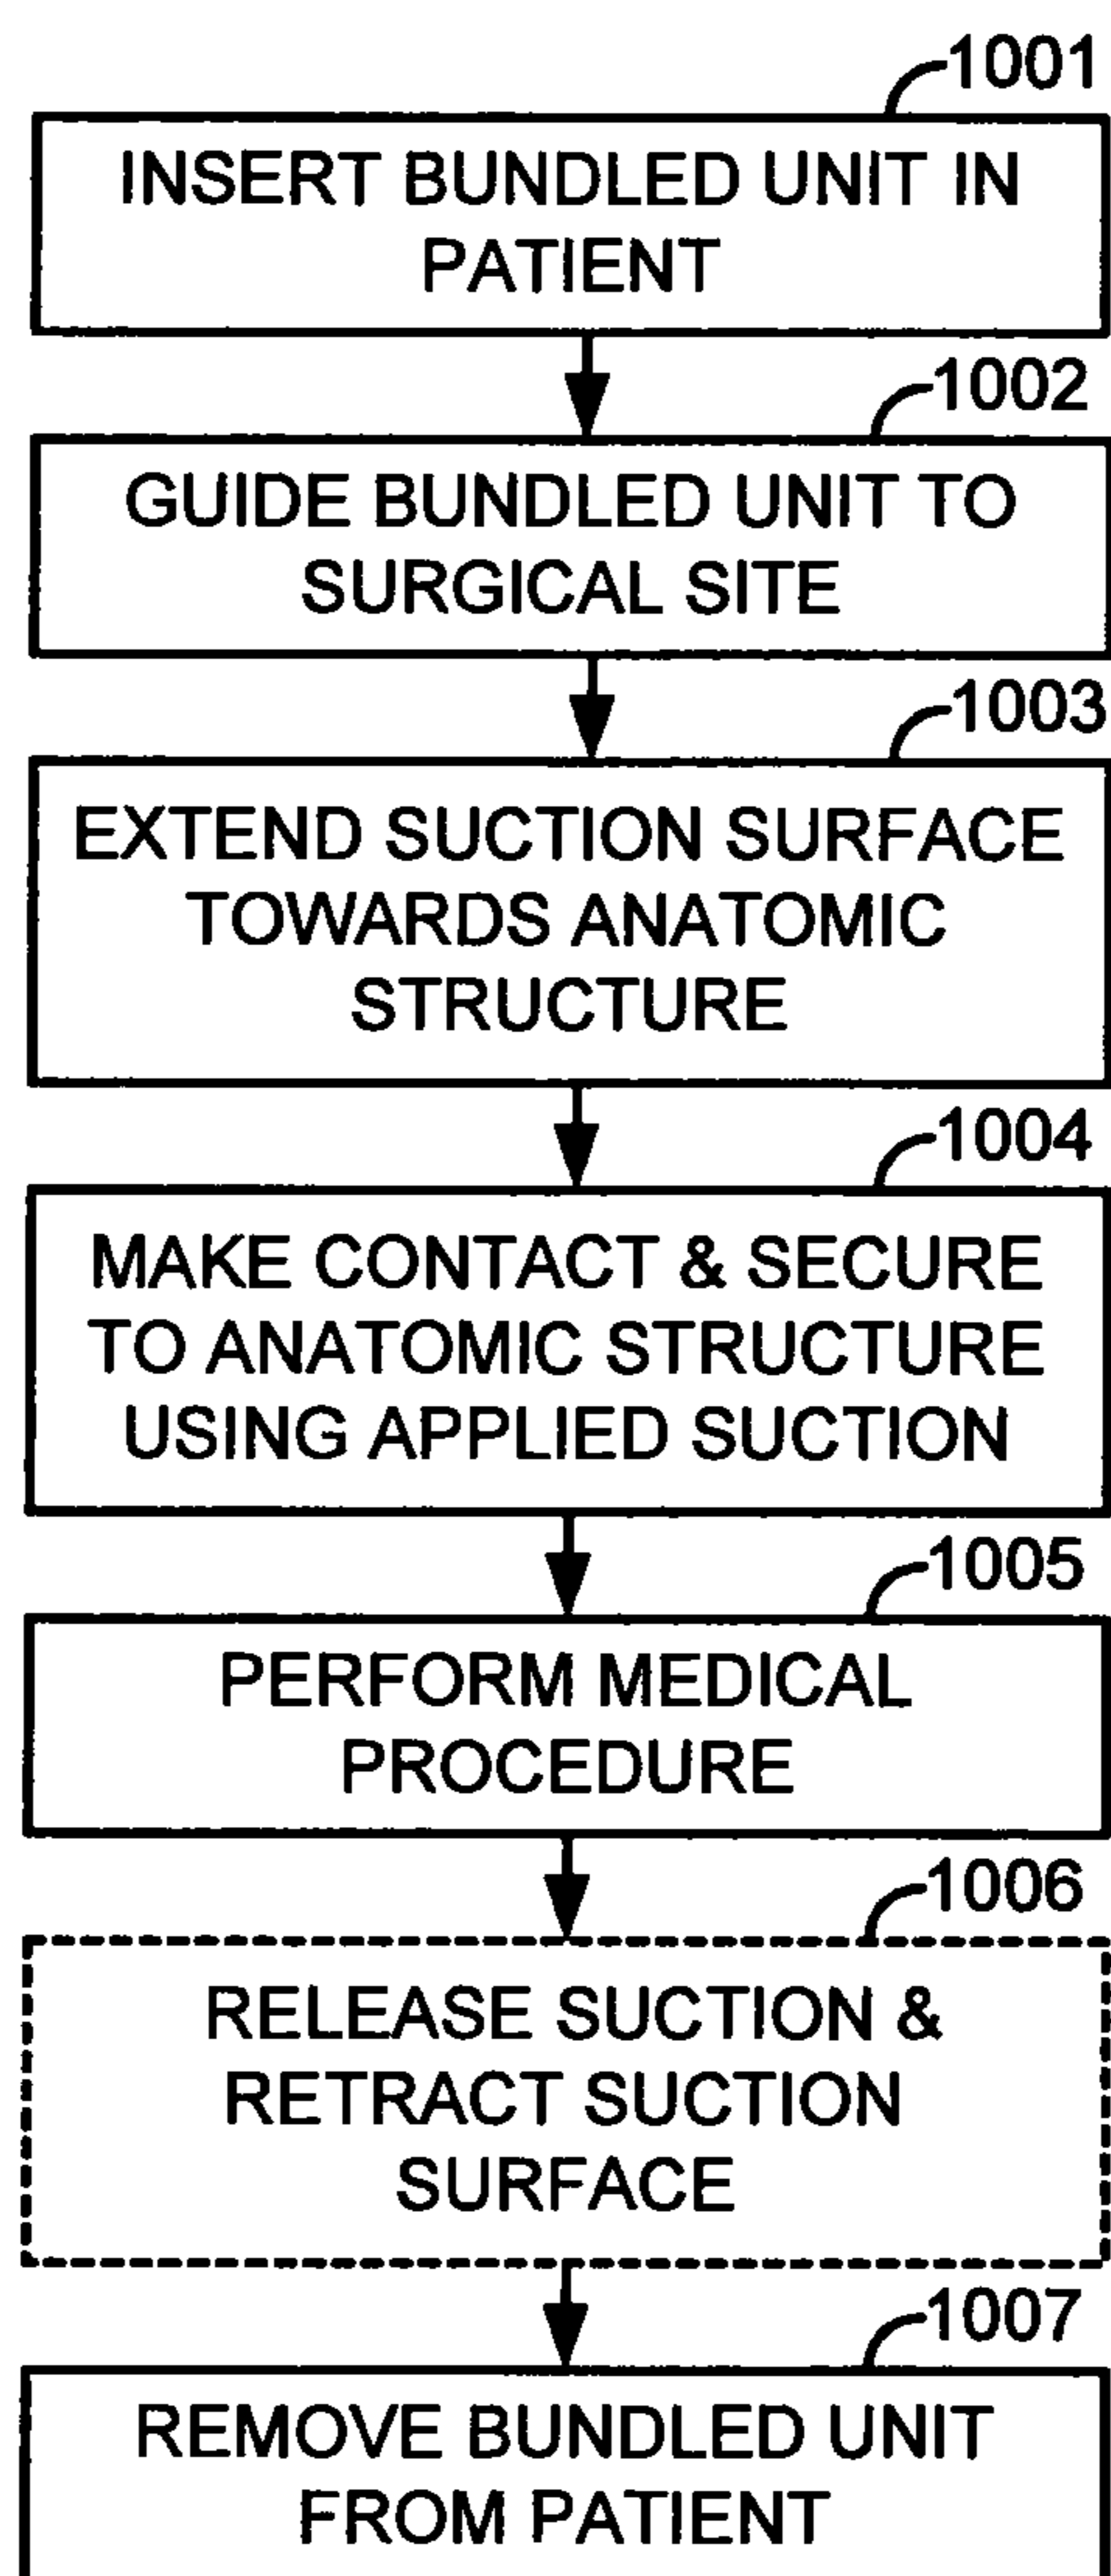 1001
INSERT BUNDLED UNIT IN
PATIENT
1002
GUIDE BUNDLED UNIT TO
SURGICAL SITE
1003
EXTEND SUCTION SURFACE
TOWARDS ANATOMIC
STRUCTURE
1004
MAKE CONTACT & SECURE
TO ANATOMIC STRUCTURE
USING APPLIED SUCTION
1005
PERFORM MEDICAL
PROCEDURE
1006
RELEASE SUCTION &
RETRACT SUCTION
SURFACE
1007
REMOVE BUNDLED UNIT
FROM PATIENT